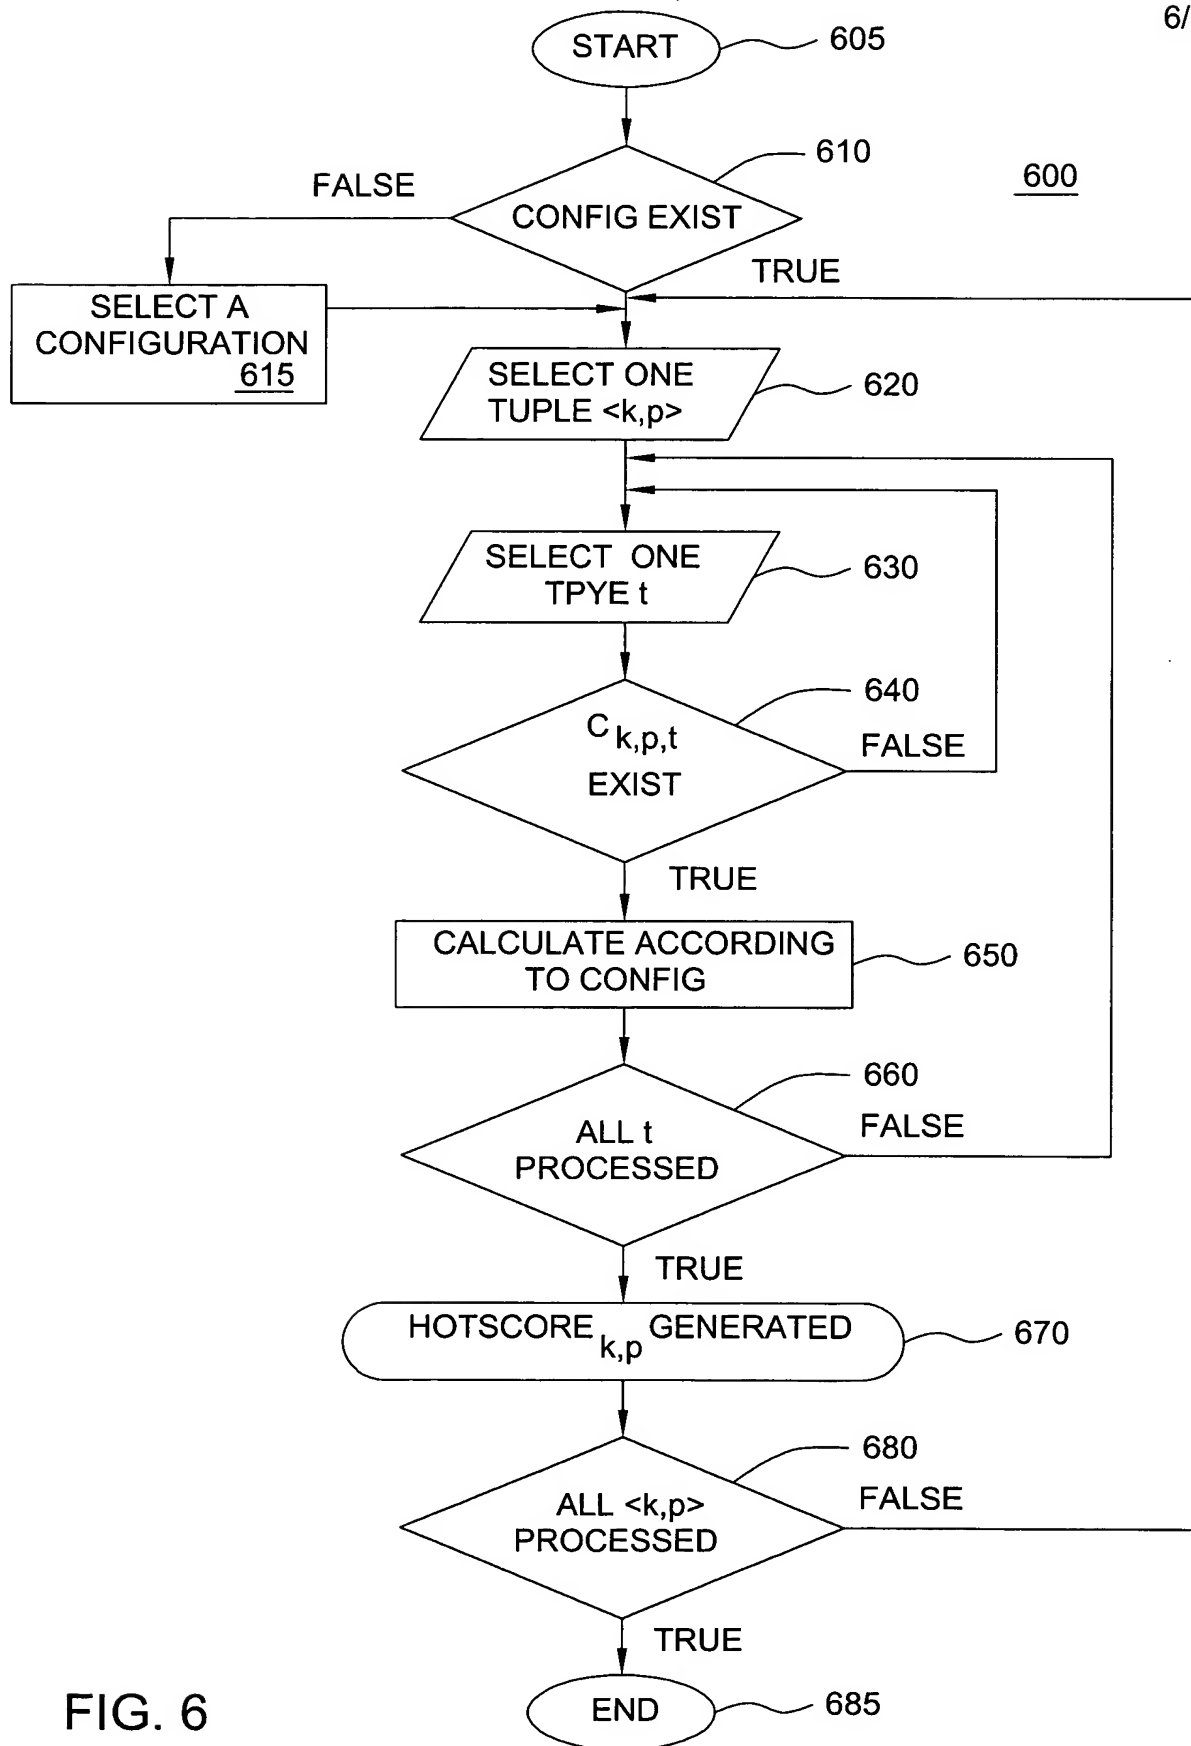 6/
START
605
610
600
FALSE
CONFIG EXIST
TRUE
SELECT A
CONFIGURATION
615
SELECT ONE
TUPLE <k,p>
620
SELECT ONE
TPYE t
630
640
C k,p,t
EXIST
FALSE
TRUE
CALCULATE ACCORDING
TO CONFIG
650
660
ALL t
PROCESSED
FALSE
TRUE
HOTSCORE k,p GENERATED
670
680
ALL <k,p>
PROCESSED
FALSE
TRUE
END
685
FIG. 6